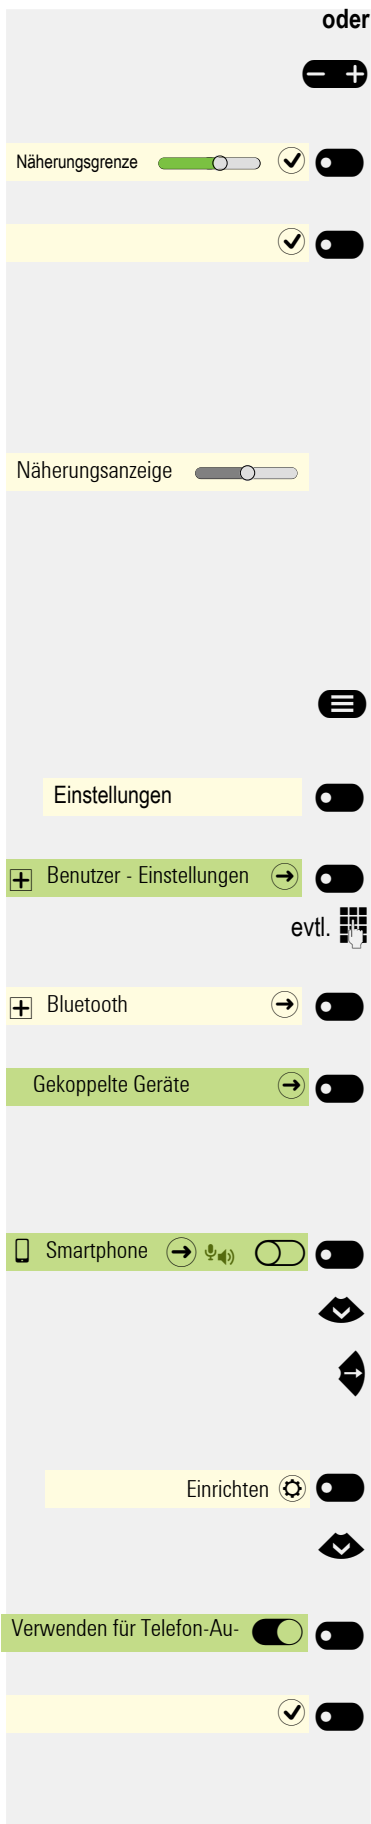 oder
Näherungsgrenze
Näherungsanzeige
Einstellungen
Benutzer - Einstellungen
evtl.
Bluetooth
Gekoppelte Geräte
Smartphone
Einrichten
Verwenden für Telefon-Au-